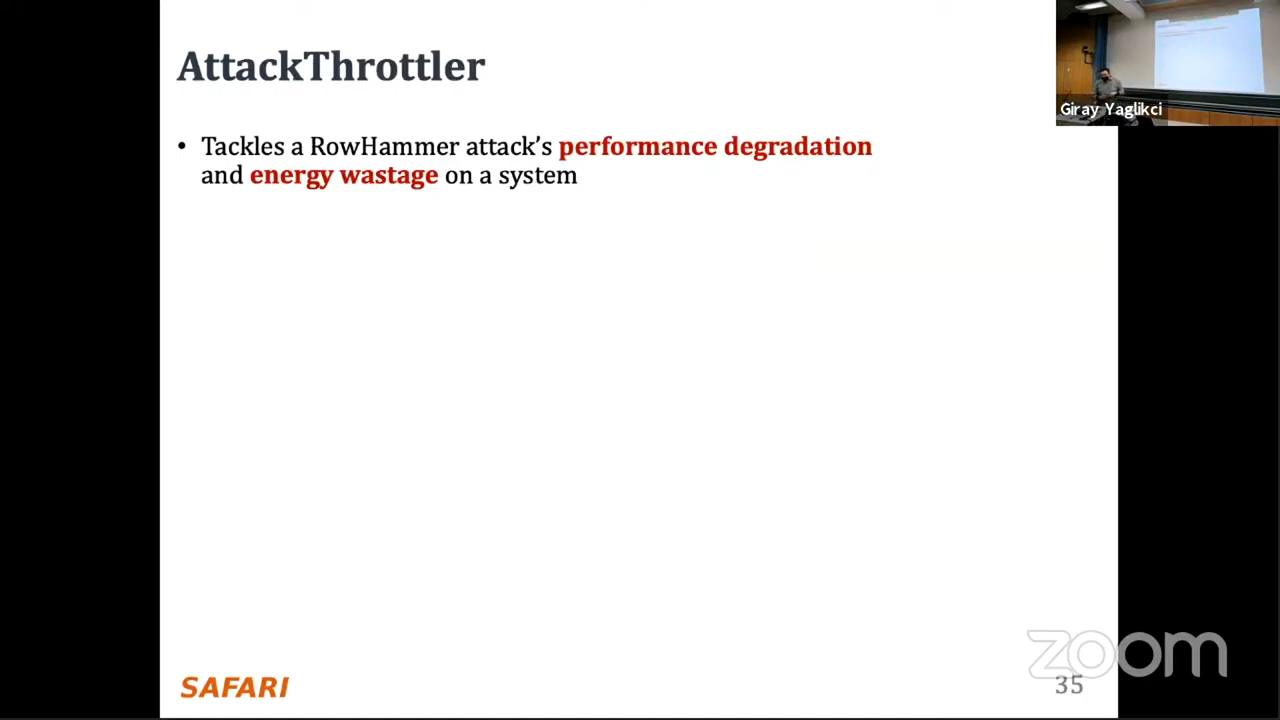 AttackThrottler
• Tackles a RowHammer attack's performance degradation
and energy wastage on a system
Giray Yaglikci
SAFARI
zoom
35